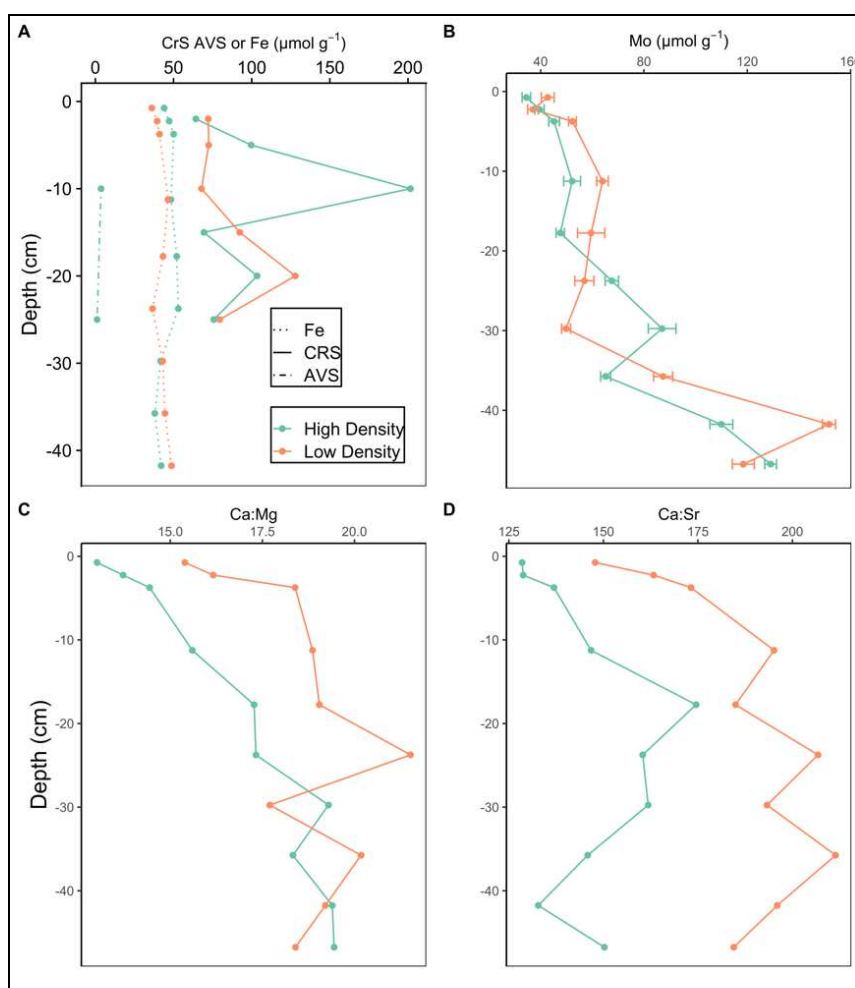 A
CrS AVS or Fe (μmol g⁻¹)
0 50 100 150 200
0
-10
-20
-30
-40
Depth (cm)
Fe
CRS
AVS
High Density
Low Density
B
Mo (μmol g⁻¹)
40 80 120 160
0
-10
-20
-30
-40
C
Ca:Mg
15.0 17.5 20.0
0
-10
-20
-30
-40
Depth (cm)
D
Ca:Sr
125 150 175 200
0
-10
-20
-30
-40